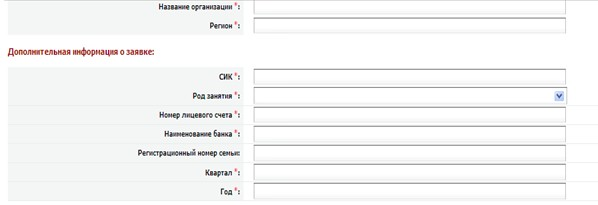 Название организации *:
Регион *:
Дополнительная информация о заявке:
СИК *:
Род занятия *:
Номер лицевого счета *:
Наименование банка *:
Регистрационный номер семьи:
Квартал *:
Год *: